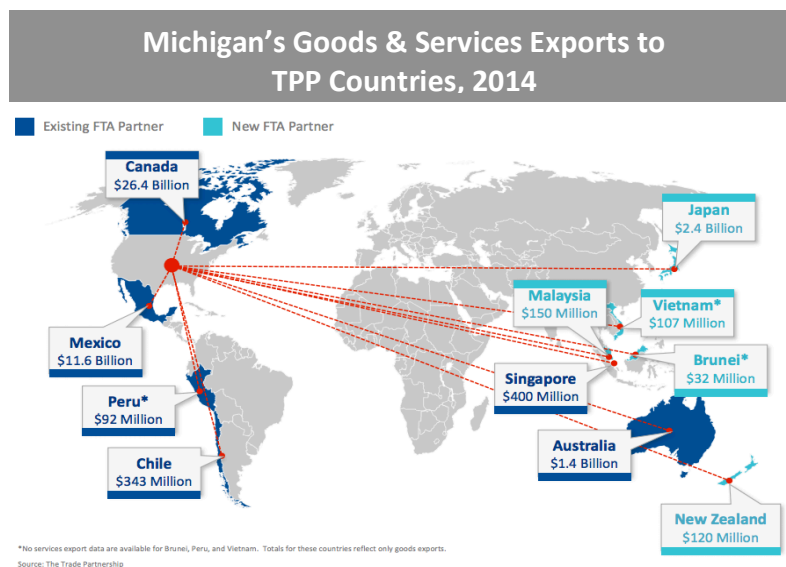 Michigan's Goods & Services Exports to
TPP Countries, 2014
Existing FTA Partner
New FTA Partner
Canada
$26.4 Billion
Japan
$2.4 Billion
Malaysia
$150 Million
Vietnam*
$107 Million
Mexico
$11.6 Billion
Brunei*
$32 Million
Singapore
$400 Million
Peru*
$92 Million
Australia
$1.4 Billion
Chile
$343 Million
New Zealand
$120 Million
*No services export data are available for Brunei, Peru, and Vietnam. Totals for these countries reflect only goods exports.
Source: The Trade Partnership